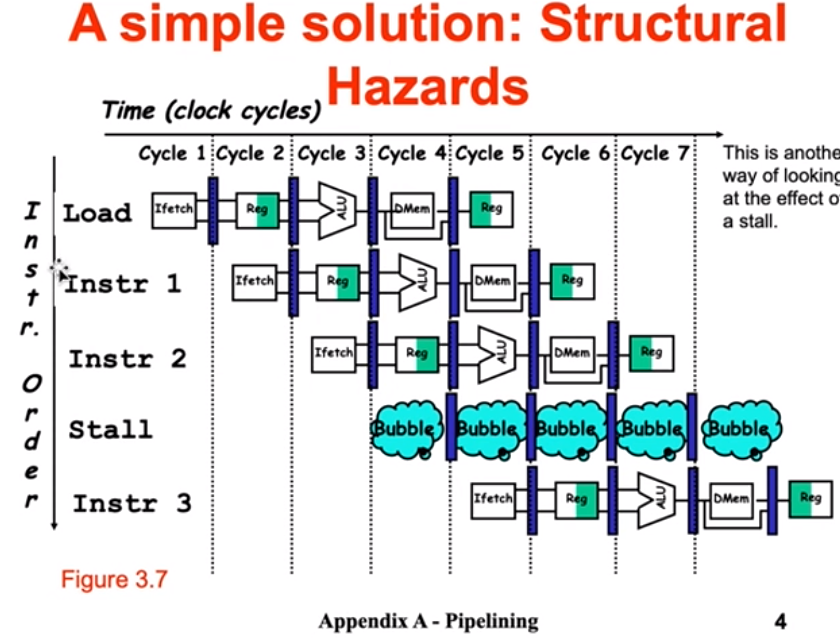 A simple solution: Structural
Hazards
Time (clock cycles)
Cycle 1 Cycle 2 Cycle 3 Cycle 4 Cycle 5 Cycle 6 Cycle 7
This is anothe
way of looking
at the effect o
a stall.
Instr. Order
Load Ifetch Reg ALU DMem Reg
Instr 1 Ifetch Reg ALU DMem Reg
Instr 2 Ifetch Reg ALU DMem Reg
Stall Bubble Bubble Bubble Bubble Bubble
Instr 3 Ifetch Reg ALU DMem Reg
Figure 3.7
Appendix A - Pipelining 4